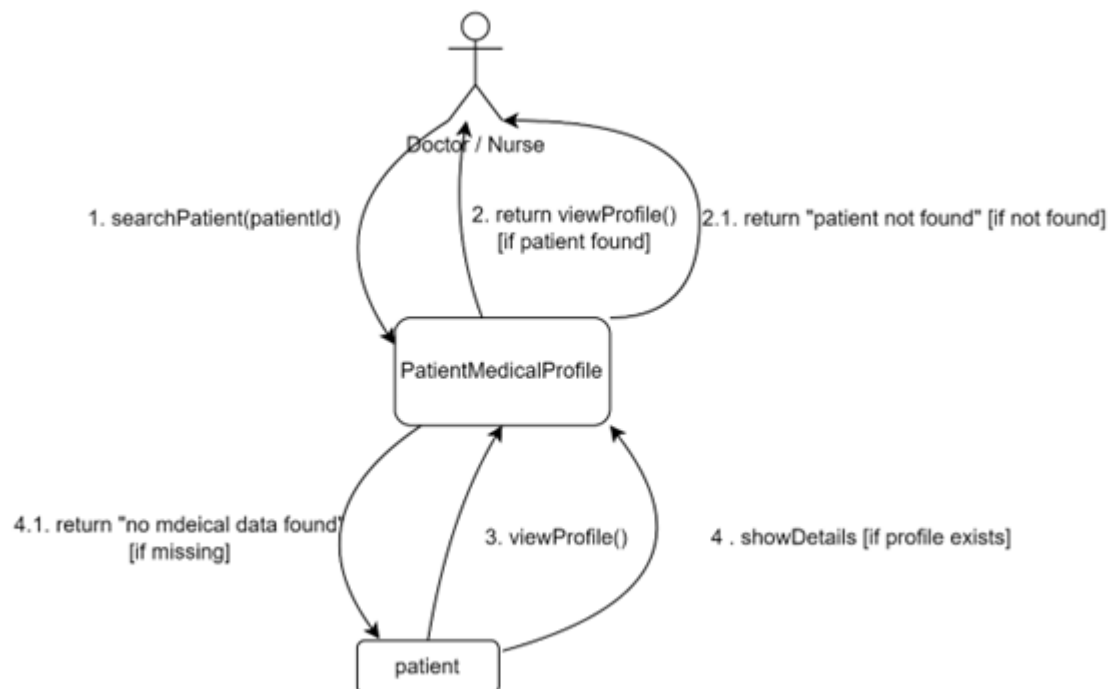 Doctor / Nurse
1. searchPatient(patientId)
2. return viewProfile()
[if patient found]
2.1. return "patient not found" [if not found]
PatientMedicalProfile
4.1. return "no mdeical data found"
[if missing]
3. viewProfile()
4 . showDetails [if profile exists]
patient